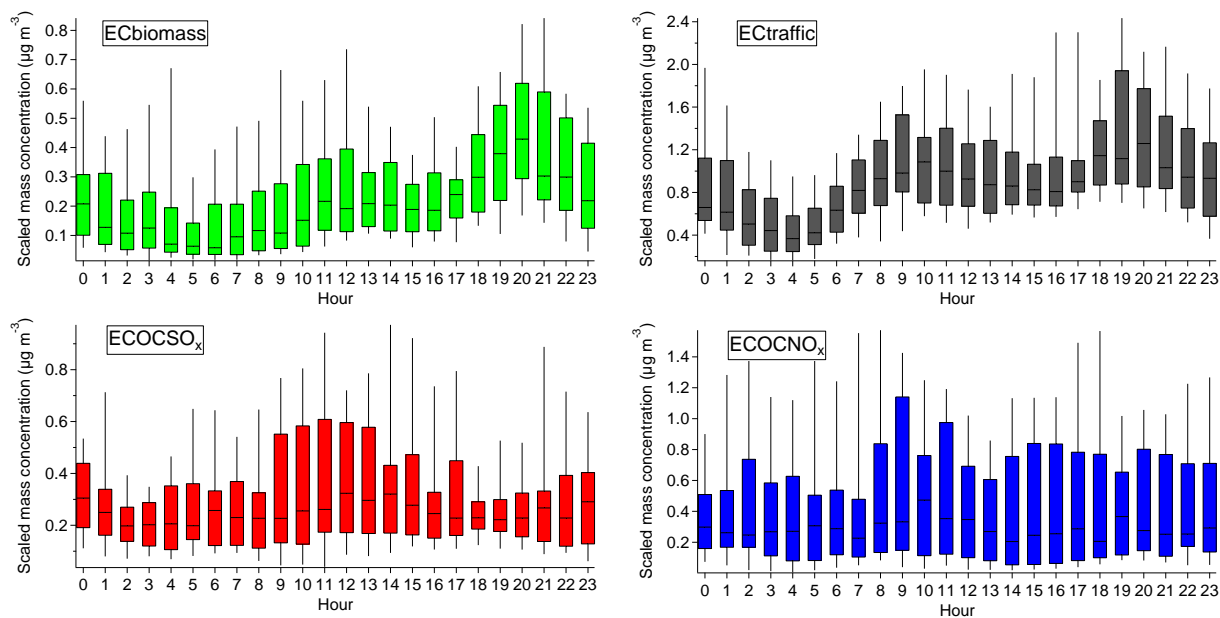 ECbiomass
Scaled mass concentration (µg m⁻³)
0.8
0.7
0.6
0.5
0.4
0.3
0.2
0.1
0 1 2 3 4 5 6 7 8 9 10 11 12 13 14 15 16 17 18 19 20 21 22 23
Hour
ECtraffic
Scaled mass concentration (µg m⁻³)
2.4
2.0
1.6
1.2
0.8
0.4
0 1 2 3 4 5 6 7 8 9 10 11 12 13 14 15 16 17 18 19 20 21 22 23
Hour
ECOCSOₓ
Scaled mass concentration (µg m⁻³)
0.8
0.6
0.4
0.2
0 1 2 3 4 5 6 7 8 9 10 11 12 13 14 15 16 17 18 19 20 21 22 23
Hour
ECOCNOₓ
Scaled mass concentration (µg m⁻³)
1.4
1.2
1.0
0.8
0.6
0.4
0.2
0 1 2 3 4 5 6 7 8 9 10 11 12 13 14 15 16 17 18 19 20 21 22 23
Hour